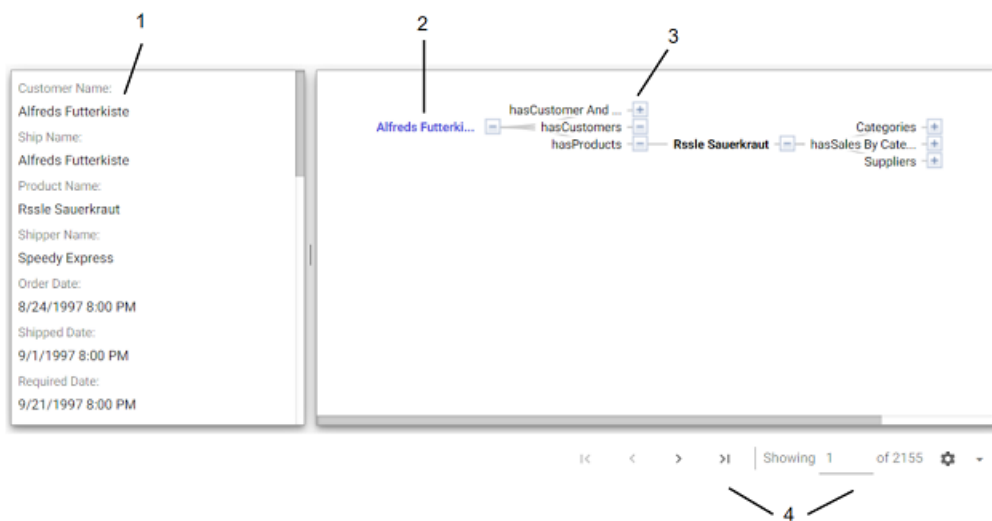 1
2
3
Customer Name:
Alfreds Futterkiste
Ship Name:
Alfreds Futterkiste
Product Name:
Rssle Sauerkraut
Shipper Name:
Speedy Express
Order Date:
8/24/1997 8:00 PM
Shipped Date:
9/1/1997 8:00 PM
Required Date:
9/21/1997 8:00 PM
hasCustomer And ...
Alfreds Futterki... hasCustomers Categories
hasProducts Rssle Sauerkraut hasSales By Cate...
Suppliers
Showing 1 of 2155
4